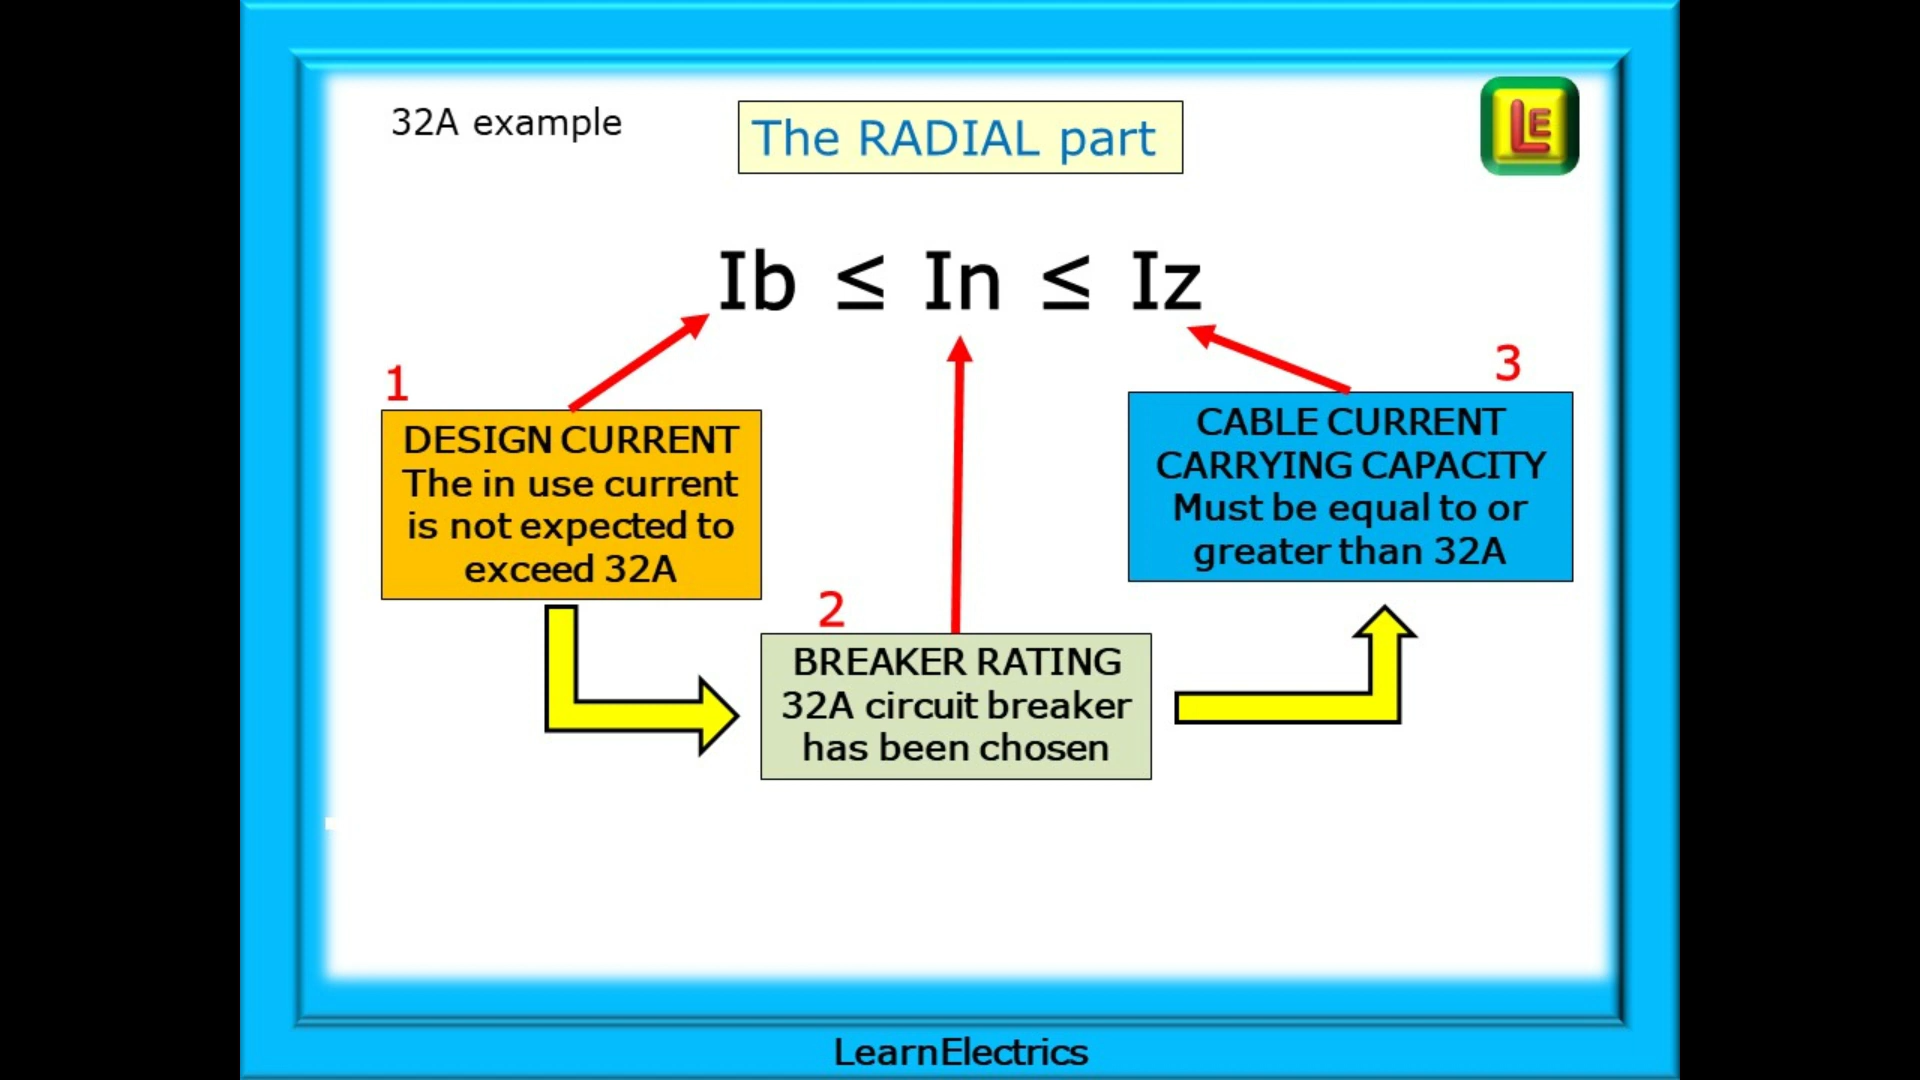 32A example
The RADIAL part
LE
Ib ≤ In ≤ Iz
1
DESIGN CURRENT
The in use current
is not expected to
exceed 32A
2
BREAKER RATING
32A circuit breaker
has been chosen
3
CABLE CURRENT
CARRYING CAPACITY
Must be equal to or
greater than 32A
LearnElectrics